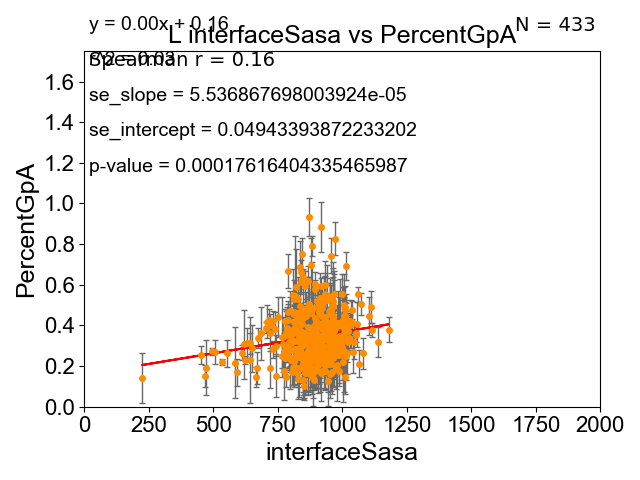 y = 0.00x + 0.16
N = 433
L interfaceSasa vs PercentGpA
Spearman r = 0.16
se_slope = 5.536867698003924e-05
se_intercept = 0.04943393872233202
p-value = 0.00017616404335465987
PercentGpA
1.6
1.4
1.2
1.0
0.8
0.6
0.4
0.2
0.0
0 250 500 750 1000 1250 1500 1750 2000
interfaceSasa